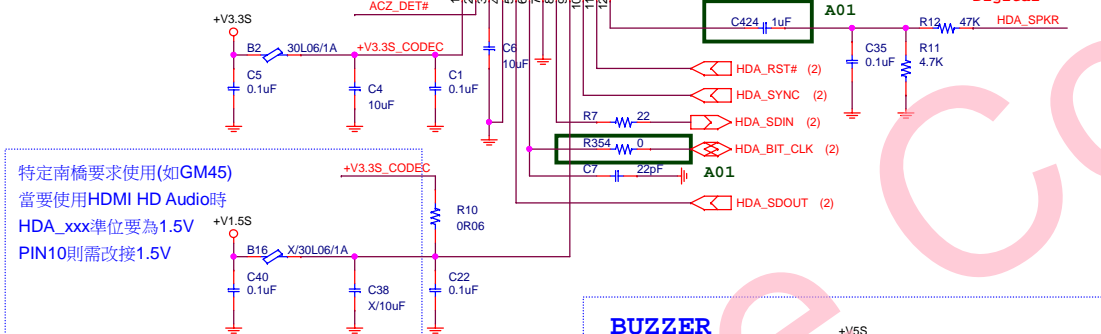 ACZ_DET#
+V3.3S
B2 30L06/1A
+V3.3S_CODEC
C5
0.1uF
C4
10uF
C1
0.1uF
C6
10uF
C424 1uF
A01
R12 47K
HDA_SPKR
C35
0.1uF
R11
4.7K
HDA_RST# (2)
HDA_SYNC (2)
R7 22
HDA_SDIN (2)
R354 0
HDA_BIT_CLK (2)
A01
C7 22pF
HDA_SDOUT (2)
特定南橋要求使用(如GM45)
當要使用HDMI HD Audio時
HDA_xxx準位要為1.5V
PIN10則需改接1.5V
+V3.3S_CODEC
R10
0R06
+V1.5S
B16 X/30L06/1A
C40
0.1uF
C38
X/10uF
C22
0.1uF
BUZZER
+V5S